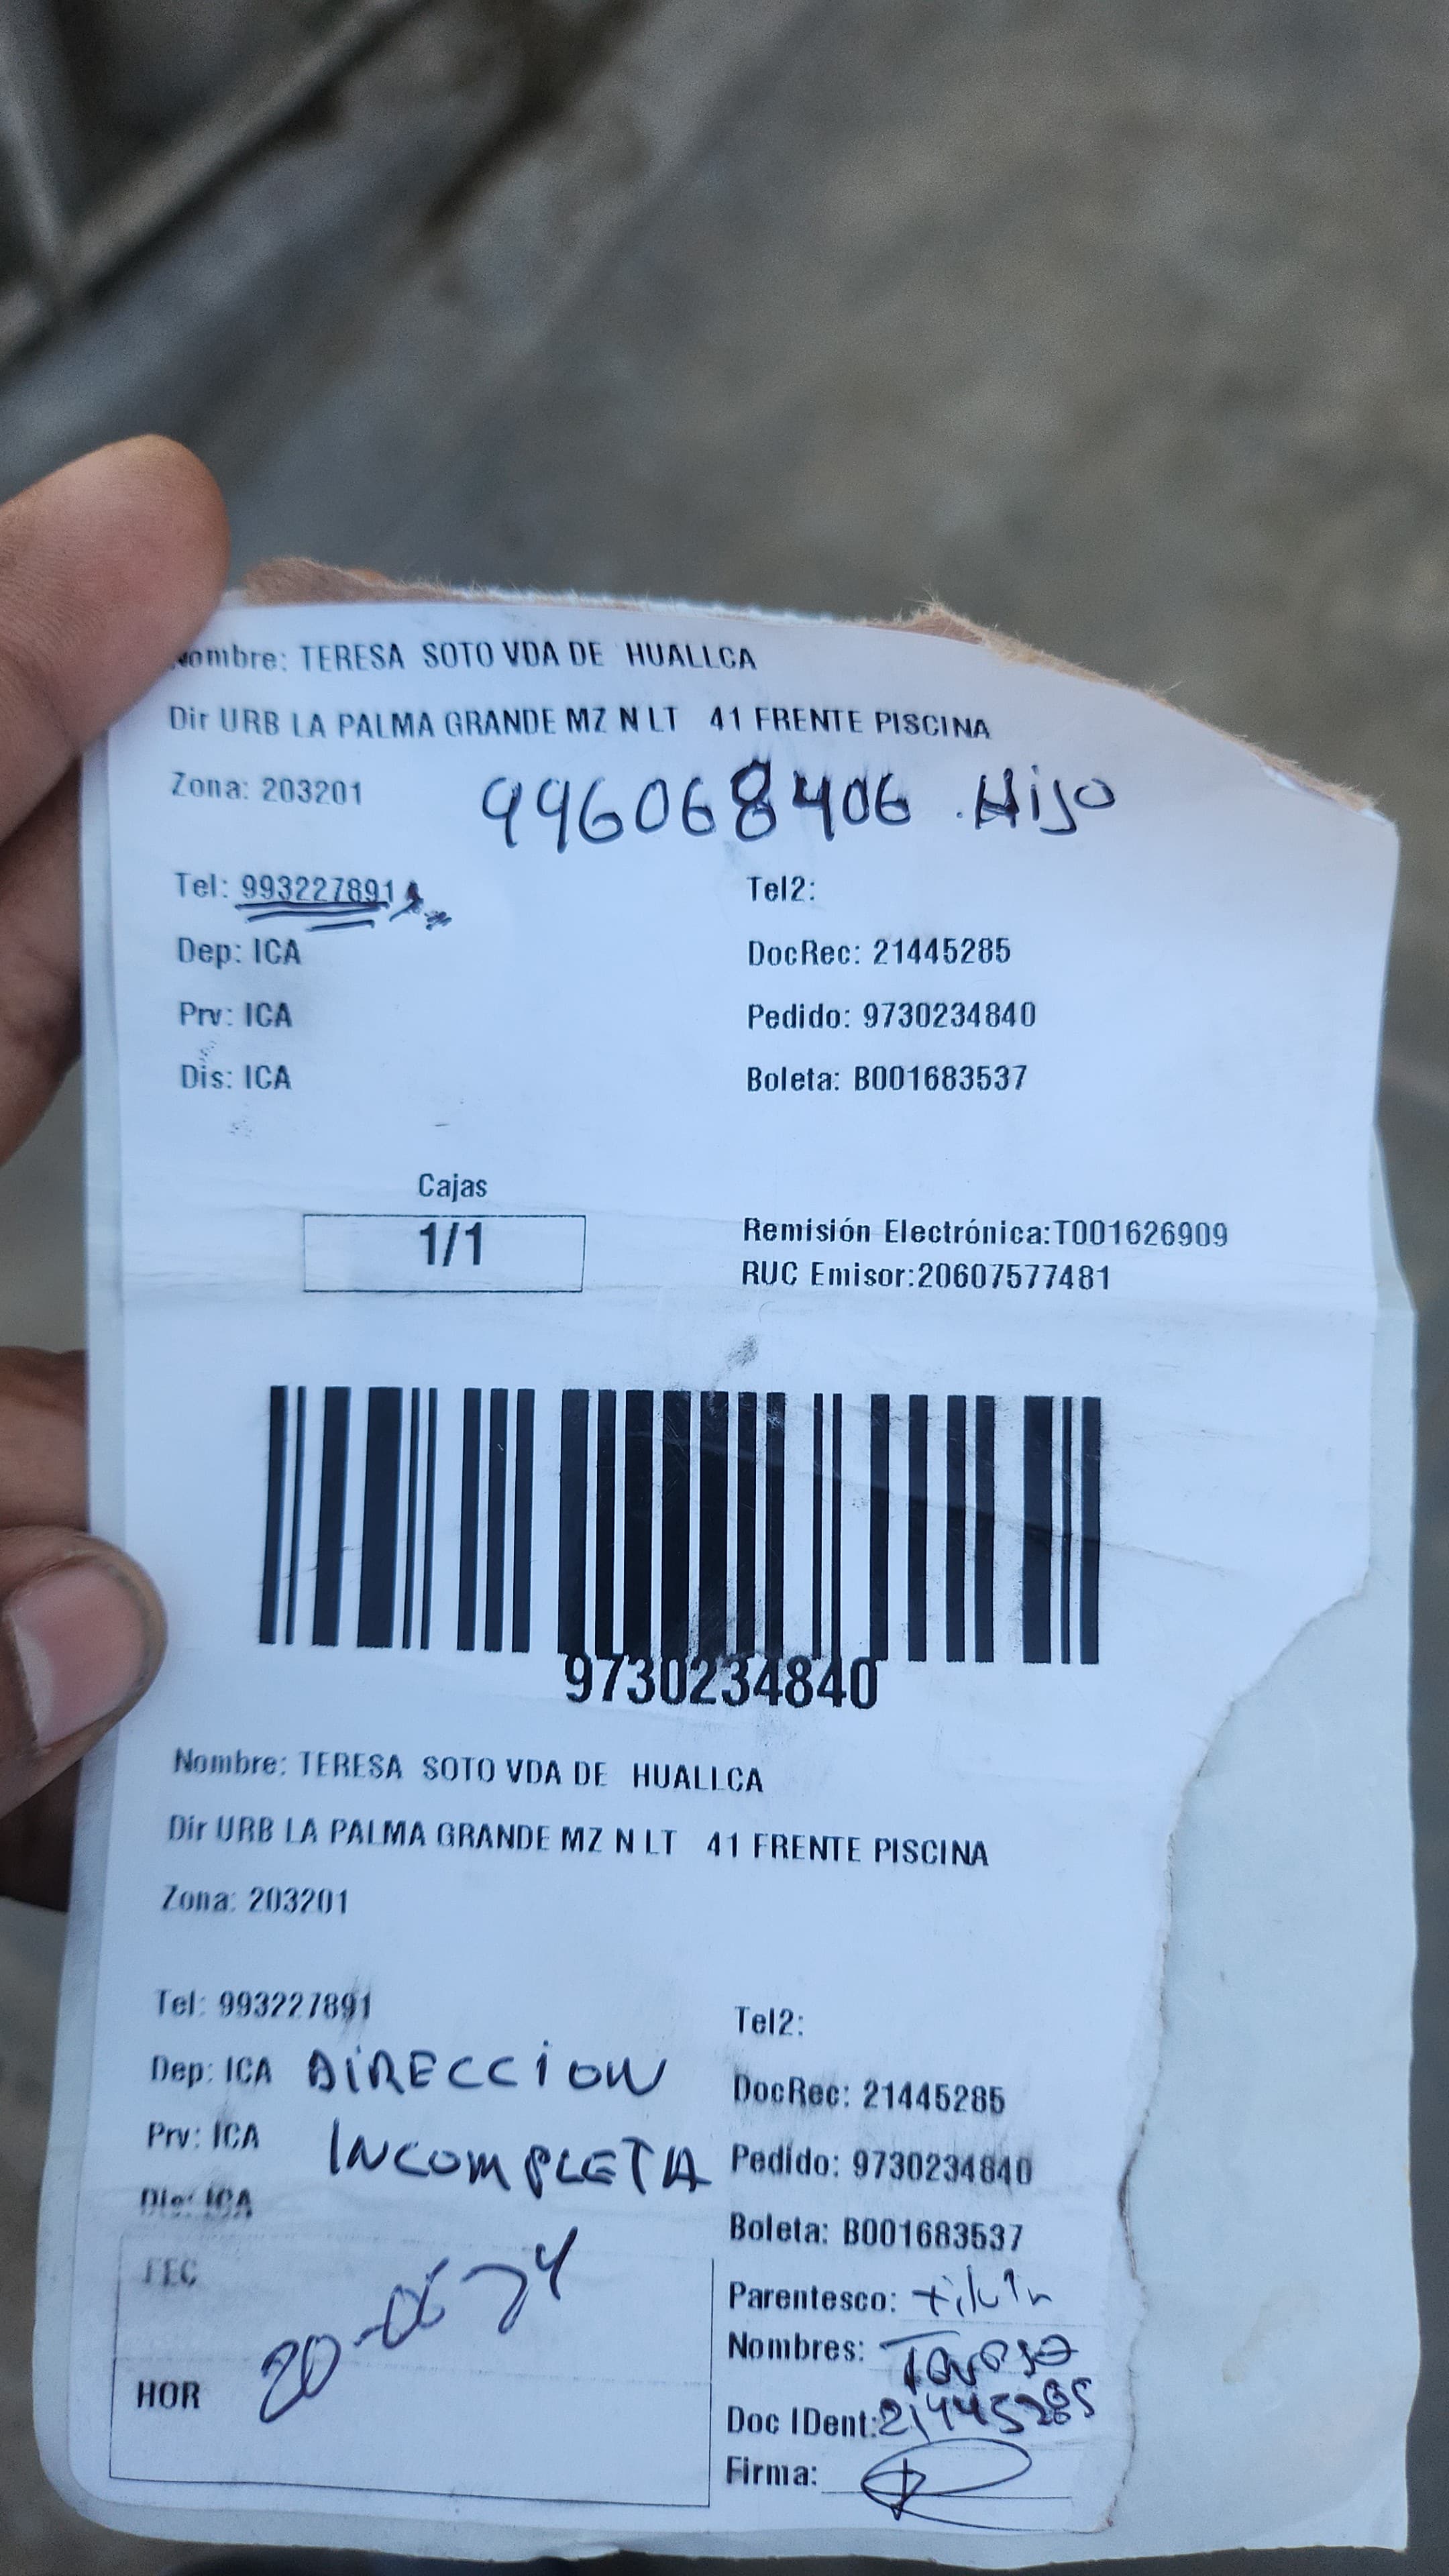 Nombre: TERESA SOTO VDA DE HUALLCA
Dir URB LA PALMA GRANDE MZ N LT 41 FRENTE PISCINA
Zona: 203201 996068406 . Hijo
Tel: 993227891 Tel2:
Dep: ICA DocRec: 21445285
Prv: ICA Pedido: 9730234840
Dis: ICA Boleta: B001683537
Cajas
1/1
Remisión Electrónica:T001626909
RUC Emisor:20607577481
9730234840
Nombre: TERESA SOTO VDA DE HUALLCA
Dir URB LA PALMA GRANDE MZ N LT 41 FRENTE PISCINA
Zona: 203201
Tel: 993227891 Tel2:
Dep: ICA DIRECCION DocRec: 21445285
Prv: ICA INCOMPLETA Pedido: 9730234840
Dis: ICA Boleta: B001683537
FEC
HOR
20-06
Parentesco:
Nombres: Teresa
Doc IDent: 21445285
Firma: